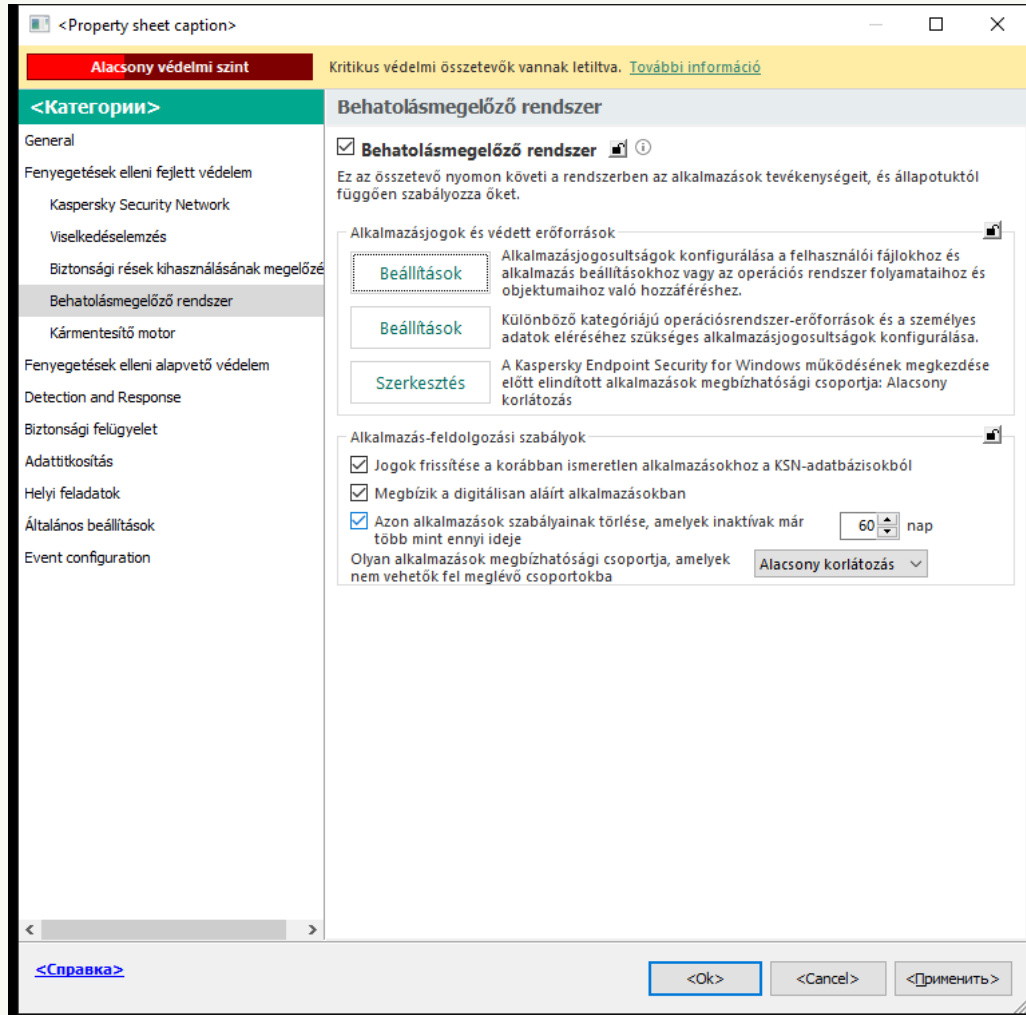 <Property sheet caption>
Alacsony védelmi szint
Kritikus védelmi összetevők vannak letiltva. További információ
<Категории>
General
Fenyegetések elleni fejlett védelem
Kaspersky Security Network
Viselkedéselemzés
Biztonsági rések kihasználásának megelőzé
Behatolásmegelőző rendszer
Kármentesítő motor
Fenyegetések elleni alapvető védelem
Detection and Response
Biztonsági felügyelet
Adattitkosítás
Helyi feladatok
Általános beállítások
Event configuration
Behatolásmegelőző rendszer
Behatolásmegelőző rendszer
Ez az összetevő nyomon követi a rendszerben az alkalmazások tevékenységeit, és állapotuktól
függően szabályozza őket.
Alkalmazásjogok és védett erőforrások
Beállítások
Alkalmazásjogosultságok konfigurálása a felhasználói fájlokhoz és
alkalmazás beállításokhoz vagy az operációs rendszer folyamataihoz és
objektumaihoz való hozzáféréshez.
Beállítások
Különböző kategóriájú operációsrendszer-erőforrások és a személyes
adatok eléréséhez szükséges alkalmazásjogosultságok konfigurálása.
Szerkesztés
A Kaspersky Endpoint Security for Windows működésének megkezdése
előtt elindított alkalmazások megbízhatósági csoportja: Alacsony
korlátozás
Alkalmazás-feldolgozási szabályok
Jogok frissítése a korábban ismeretlen alkalmazásokhoz a KSN-adatbázisokból
Megbízik a digitálisan aláírt alkalmazásokban
Azon alkalmazások szabályainak törlése, amelyek inaktívak már
több mint ennyi ideje
60 nap
Olyan alkalmazások megbízhatósági csoportja, amelyek
nem vehetők fel meglévő csoportokba
Alacsony korlátozás
<Справка>
<Ok> <Cancel> <Применить>